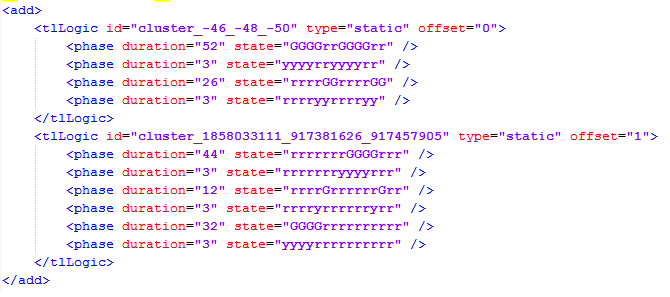 <add>
<tlLogic id="cluster_-46_-48_-50" type="static" offset="0">
<phase duration="52" state="GGGGrrGGGGrr" />
<phase duration="3" state="yyyyrryyyyrr" />
<phase duration="26" state="rrrrGGrrrrGG" />
<phase duration="3" state="rrrryyrrrryy" />
</tlLogic>
<tlLogic id="cluster_1858033111_917381626_917457905" type="static" offset="1">
<phase duration="44" state="rrrrrrrGGGGrrr" />
<phase duration="3" state="rrrrrrryyyyrrr" />
<phase duration="12" state="rrrrGrrrrrrGrr" />
<phase duration="3" state="rrrryrrrrrryrr" />
<phase duration="32" state="GGGGrrrrrrrrrr" />
<phase duration="3" state="yyyyrrrrrrrrrr" />
</tlLogic>
</add>